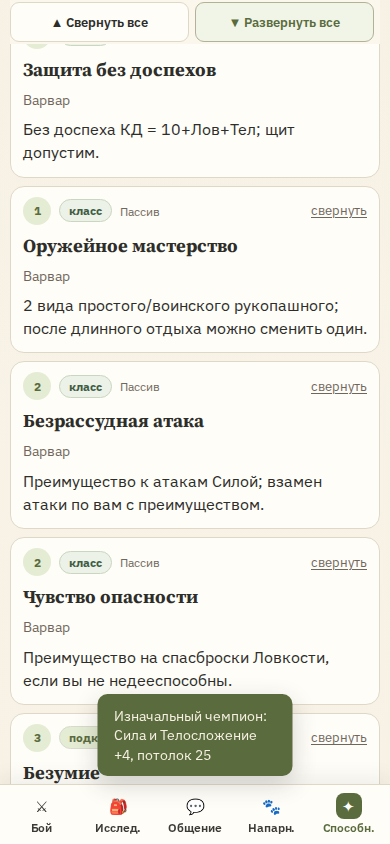 ▲ Свернуть все
▼ Развернуть все
Защита без доспехов
Варвар
Без доспеха КД = 10+Лов+Тел; щит
допустим.
1 класс Пассив свернуть
Оружейное мастерство
Варвар
2 вида простого/воинского рукопашного;
после длинного отдыха можно сменить один.
2 класс Пассив свернуть
Безрассудная атака
Варвар
Преимущество к атакам Силой; взамен
атаки по вам с преимуществом.
2 класс Пассив свернуть
Чувство опасности
Варвар
Преимущество на спасброски Ловкости,
если вы не недееспособны.
3 подк свернуть
Безумие
Изначальный чемпион:
Сила и Телосложение
+4, потолок 25
Бой Исслед. Общение Напарн. Способн.